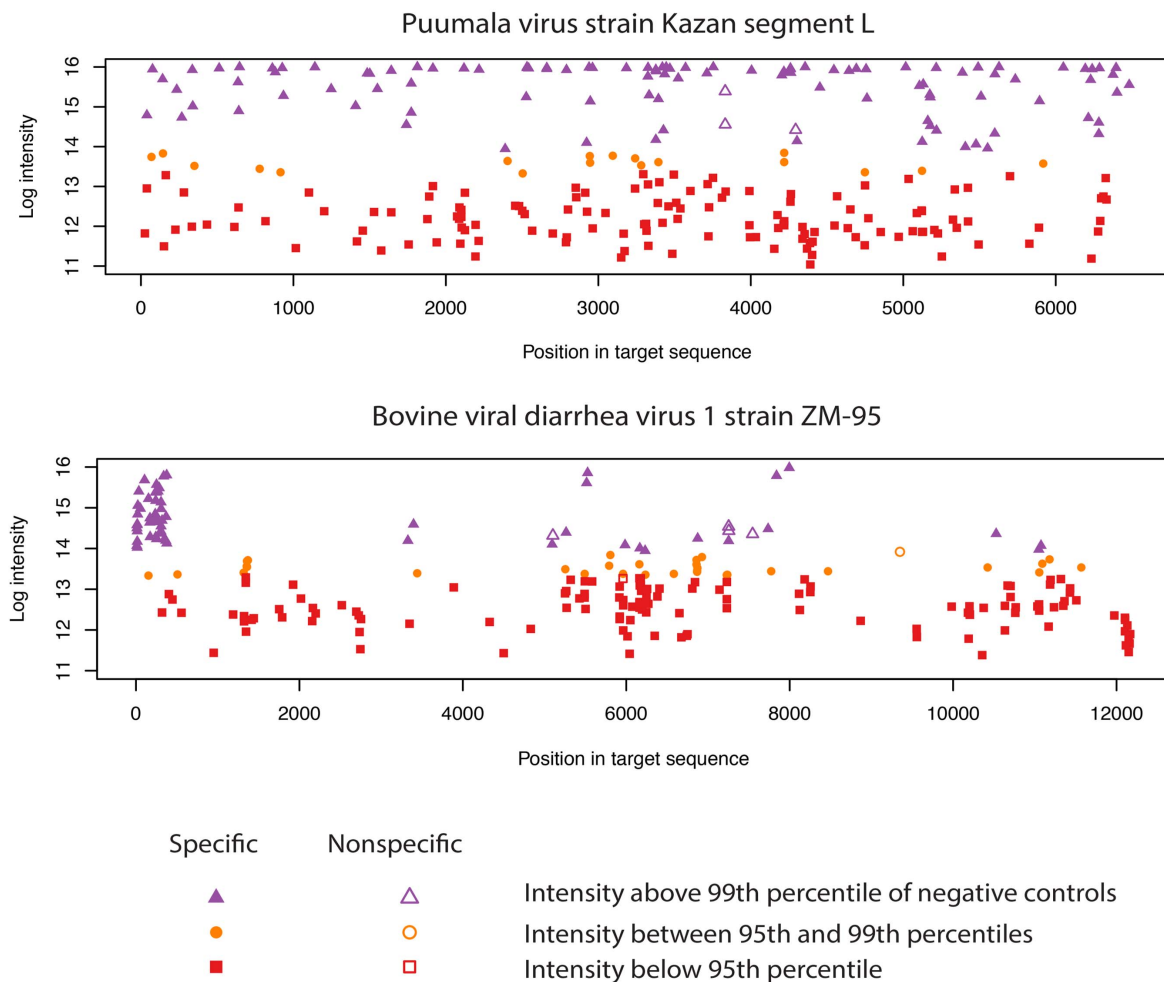 Puumala virus strain Kazan segment L
16
15
14
13
12
11
Log intensity
0 1000 2000 3000 4000 5000 6000
Position in target sequence
Bovine viral diarrhea virus 1 strain ZM-95
16
15
14
13
12
11
Log intensity
0 2000 4000 6000 8000 10000 12000
Position in target sequence
Specific Nonspecific
Intensity above 99th percentile of negative controls
Intensity between 95th and 99th percentiles
Intensity below 95th percentile